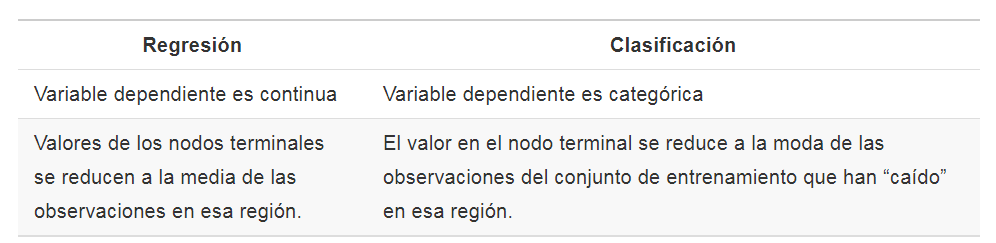 Regresión
Clasificación
Variable dependiente es continua
Variable dependiente es categórica
Valores de los nodos terminales
se reducen a la media de las
observaciones en esa región.
El valor en el nodo terminal se reduce a la moda de las
observaciones del conjunto de entrenamiento que han “caído”
en esa región.